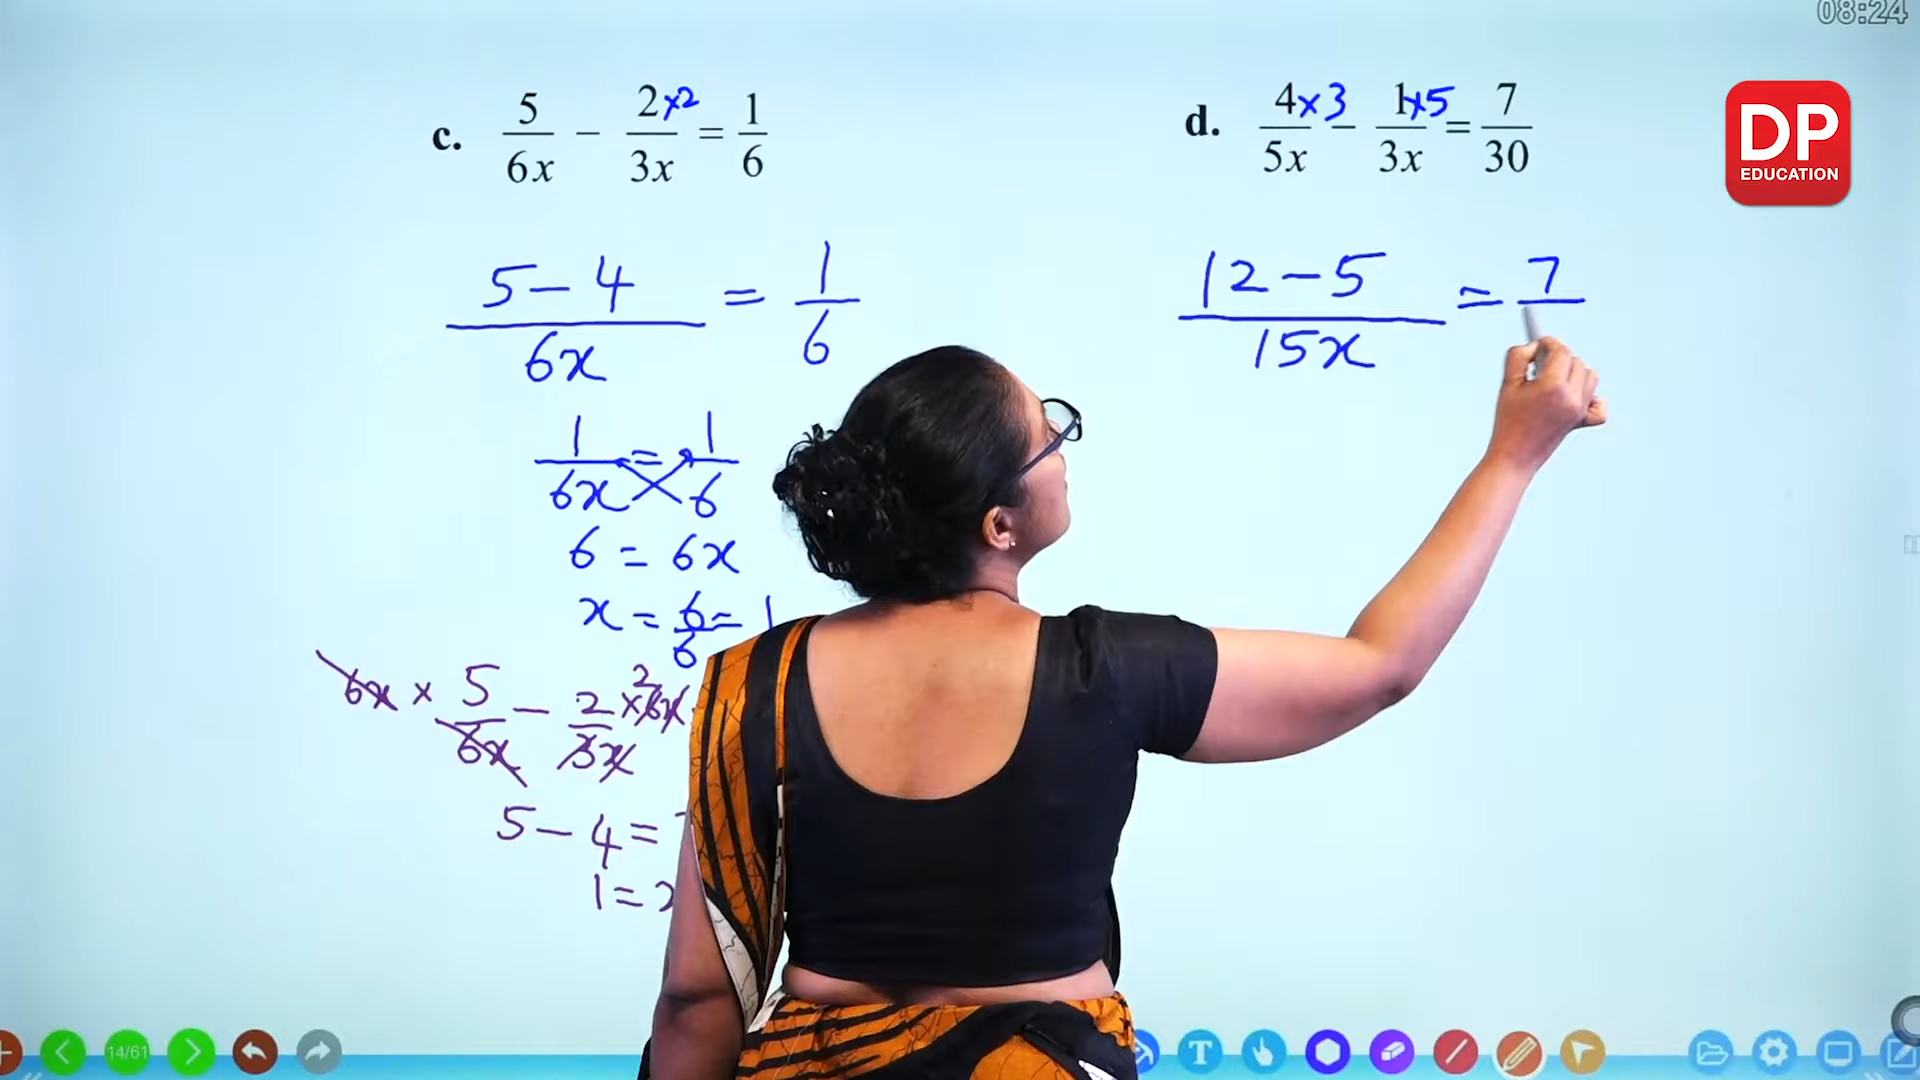 08:24
c. 5/6x − 2×2/3x = 1/6
d. 4×3/5x − 1×5/3x = 7/30
DP
EDUCATION
5−4/6x = 1/6
12−5/15x = 7
1/6x = 1/6
6 = 6x
x = 6/6 = 1
6x × 5/6x − 2/3x ×6x 2
5−4=
1=x
14/61
T